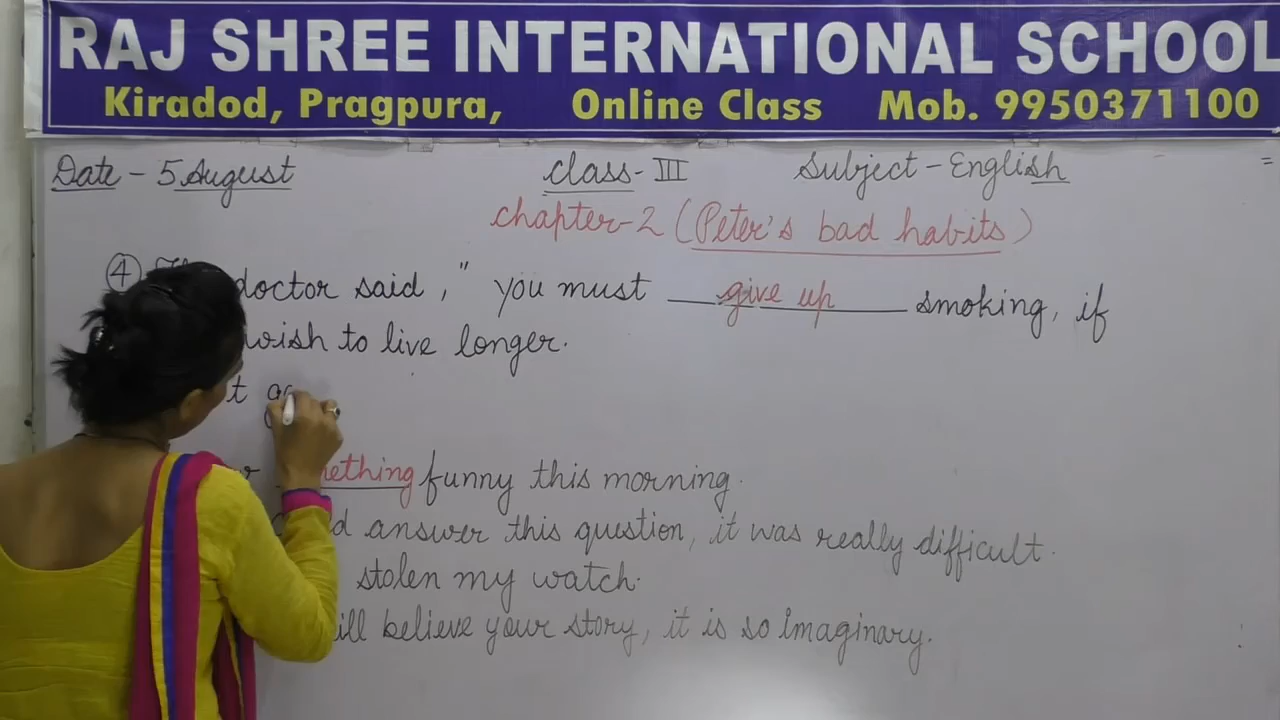 RAJ SHREE INTERNATIONAL SCHOOL
Kiradod, Pragpura, Online Class Mob. 9950371100
Date - 5 August Class - III Subject - English
Chapter-2 (Peter's bad habits)
④ doctor said, " you must give up smoking, if
wish to live longer.
funny this morning.
answer this question, it was really difficult.
stolen my watch.
believe your story, it is so imaginary.